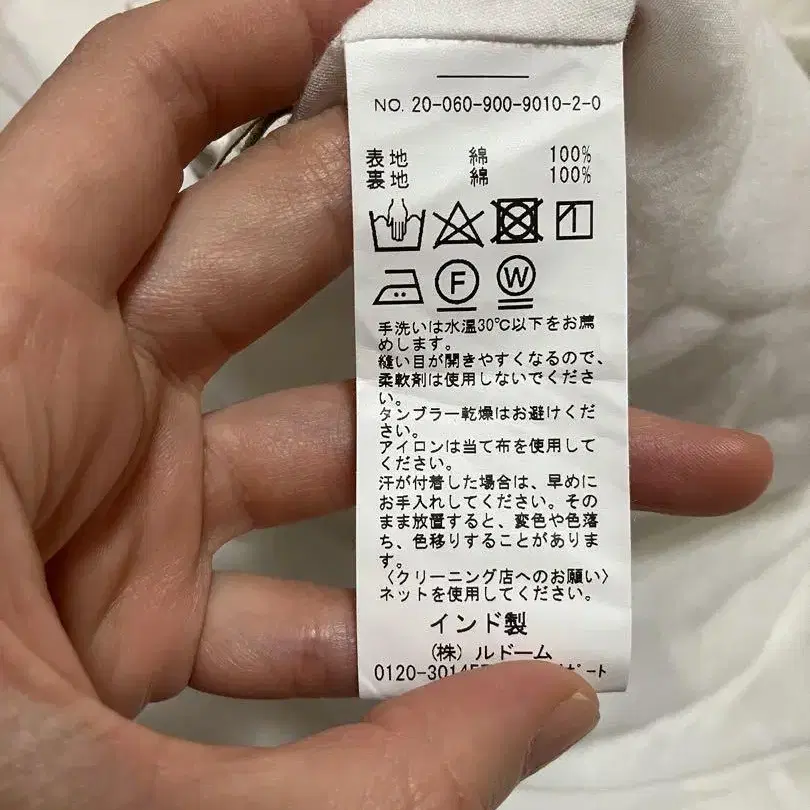 NO. 20-060-900-9010-2-0
表地 綿 100%
裏地 綿 100%
F W
手洗いは水温30℃以下をお薦
めします。
縫い目が開きやすくなるので、
柔軟剤は使用しないでくださ
い。
タンブラー乾燥はお避けくだ
さい。
アイロンは当て布を使用して
ください。
汗が付着した場合は、早めに
お手入れしてください。その
まま放置すると、変色や色落
ち、色移りすることがありま
す。
〈クリーニング店へのお願い〉
ネットを使用してください。
インド製
(株) ルドーム
0120-3014